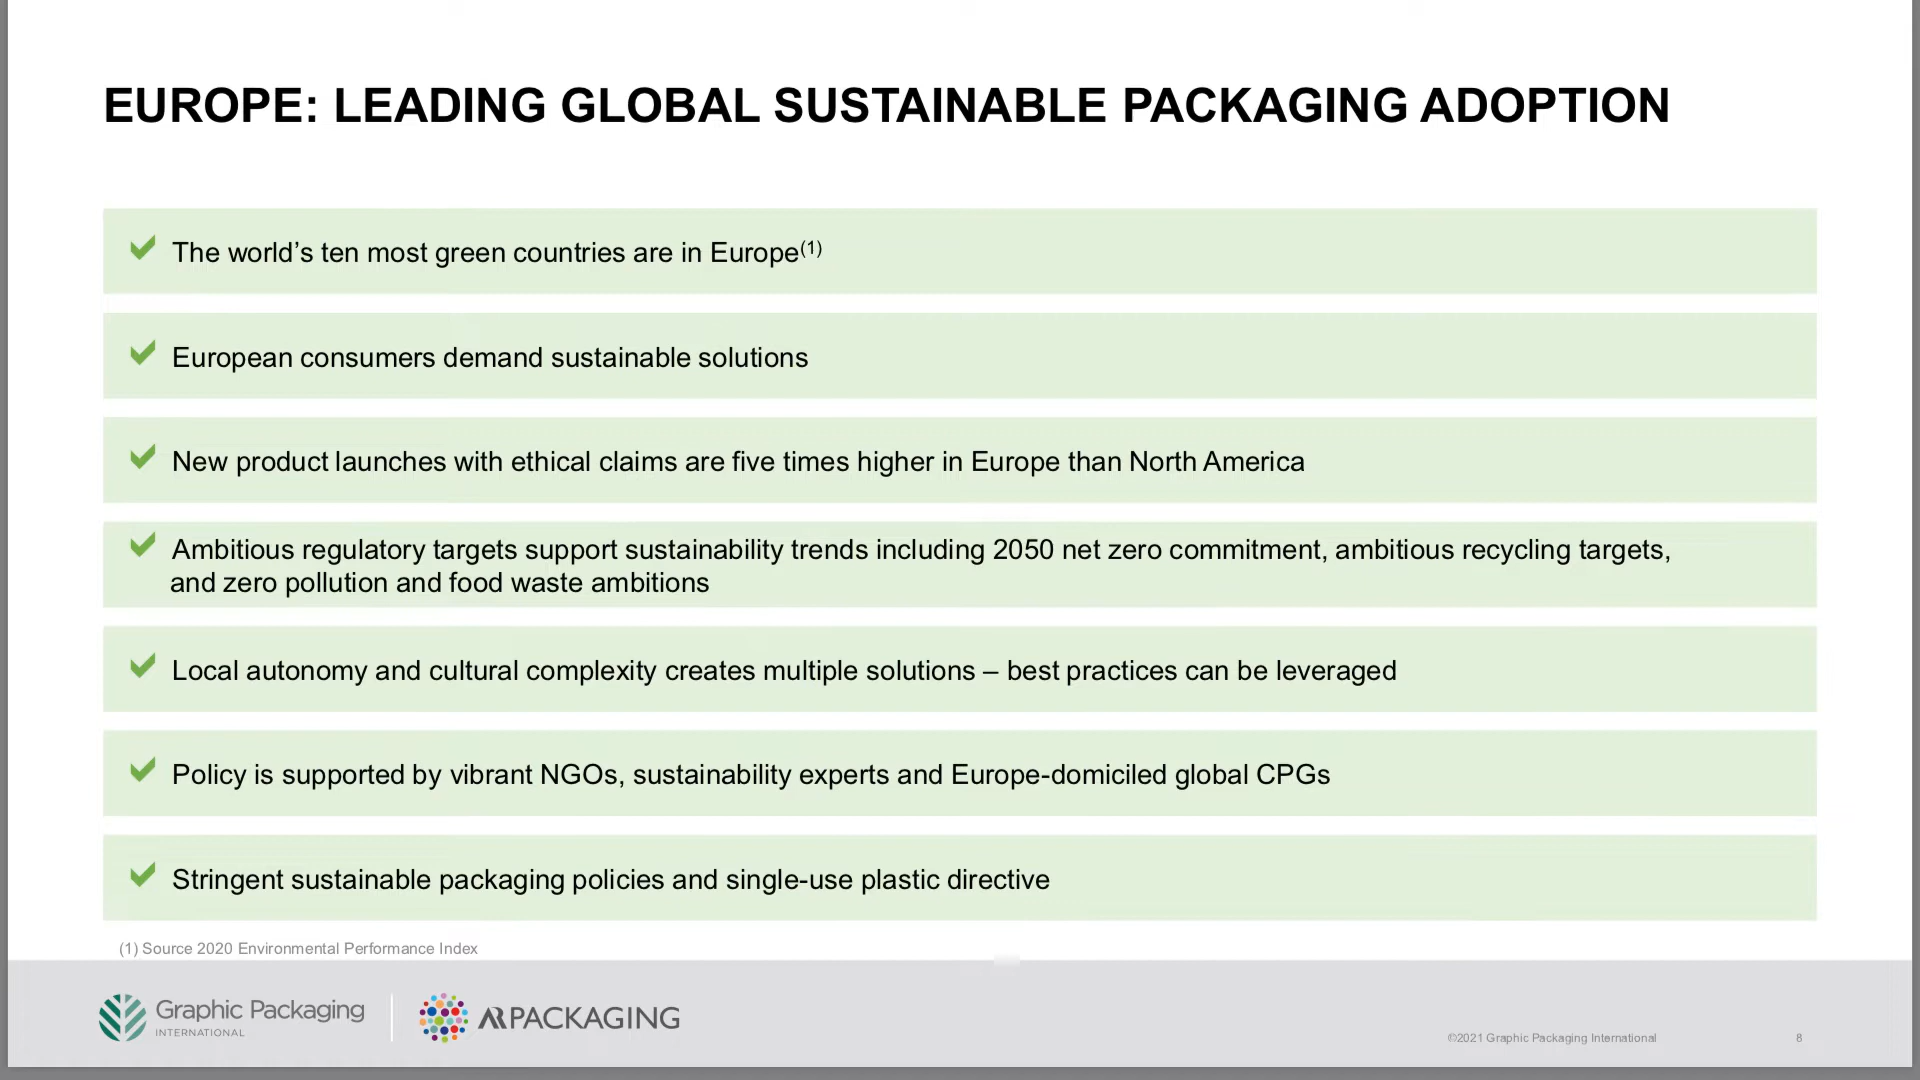 EUROPE: LEADING GLOBAL SUSTAINABLE PACKAGING ADOPTION
The world’s ten most green countries are in Europe(1)
European consumers demand sustainable solutions
New product launches with ethical claims are five times higher in Europe than North America
Ambitious regulatory targets support sustainability trends including 2050 net zero commitment, ambitious recycling targets,
and zero pollution and food waste ambitions
Local autonomy and cultural complexity creates multiple solutions – best practices can be leveraged
Policy is supported by vibrant NGOs, sustainability experts and Europe-domiciled global CPGs
Stringent sustainable packaging policies and single-use plastic directive
(1) Source 2020 Environmental Performance Index
Graphic Packaging
INTERNATIONAL
ARPACKAGING
©2021 Graphic Packaging International
8